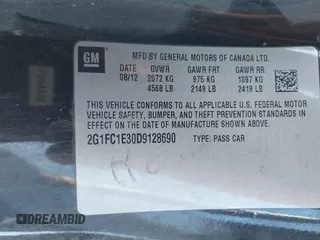 GM
MFD BY GENERAL MOTORS OF CANADA LTD.
DATE GVWR GAWR FRT GAWR RR
08/12 2072 KG 975 KG 1097 KG
4568 LB 2149 LB 2419 LB
THIS VEHICLE CONFORMS TO ALL APPLICABLE U.S. FEDERAL
MOTOR VEHICLE SAFETY, BUMPER, AND THEFT PREVENTION STANDARDS
IN EFFECT ON THE DATE OF MANUFACTURE SHOWN ABOVE.
2G1FC1E30D9128690 TYPE: PASS CAR
DREAMBID